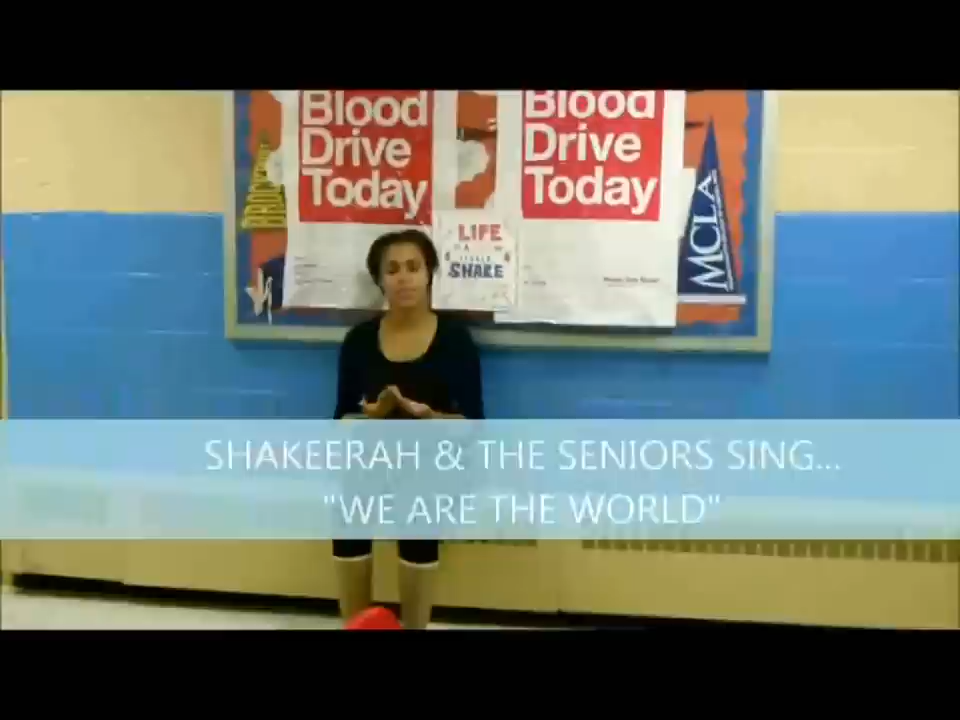 Blood
Drive
Today
Blood
Drive
Today
LIFE
SHAKE
MCLA
SHAKEERAH & THE SENIORS SING...
"WE ARE THE WORLD"